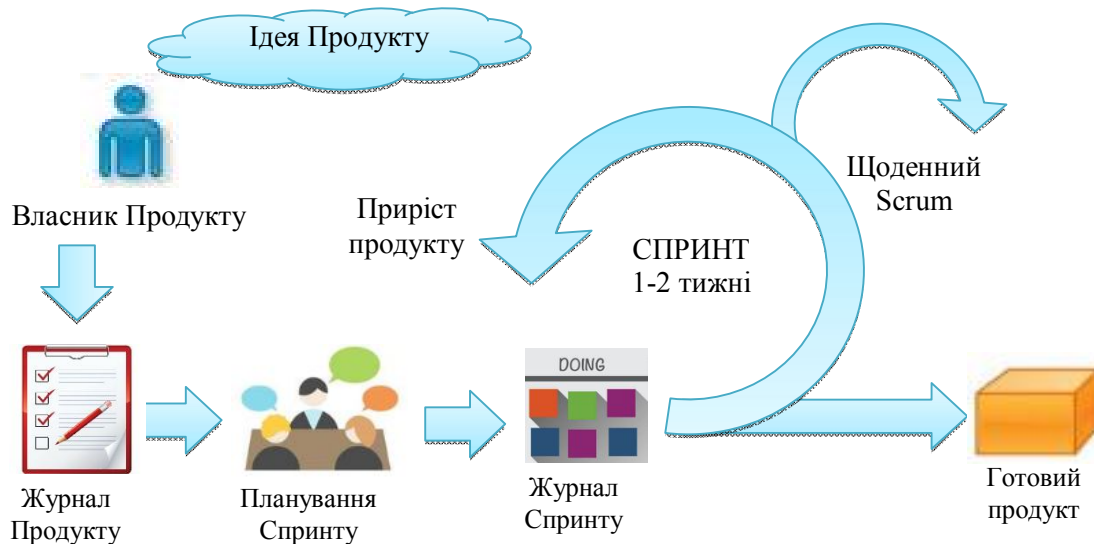 Ідея Продукту
Власник Продукту
Приріст
продукту
СПРИНТ
1-2 тижні
Щоденний
Scrum
DOING
Журнал
Продукту
Планування
Спринту
Журнал
Спринту
Готовий
продукт